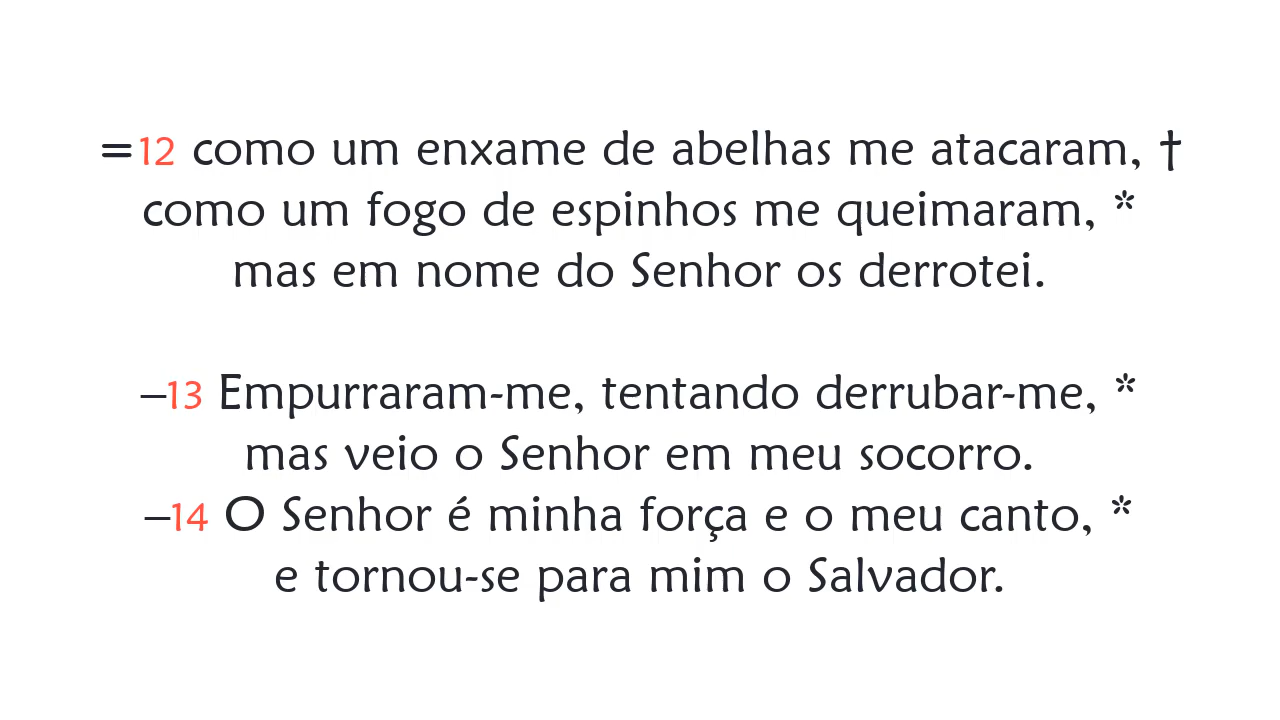 =12 como um enxame de abelhas me atacaram, †
como um fogo de espinhos me queimaram, *
mas em nome do Senhor os derrotei.
–13 Empurraram-me, tentando derrubar-me, *
mas veio o Senhor em meu socorro.
–14 O Senhor é minha força e o meu canto, *
e tornou-se para mim o Salvador.